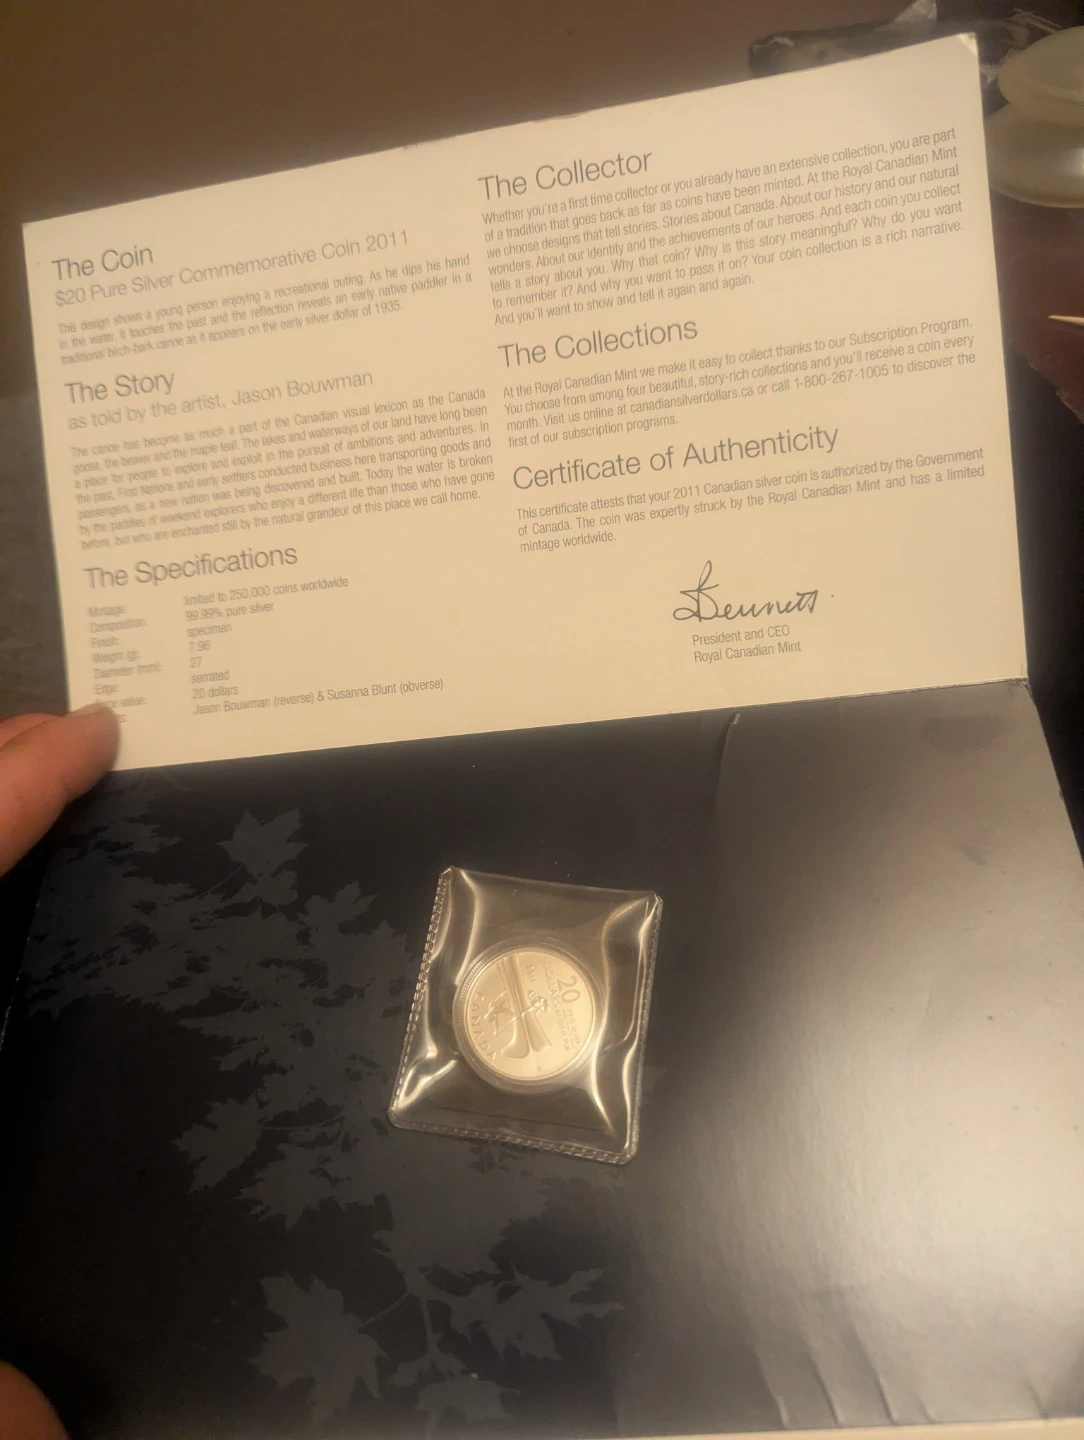 The Coin
$20 Pure Silver Commemorative Coin 2011
This design shows a young person enjoying a recreational outing. As he dips his hand
in the water, it touches the past and the reflection reveals an early native paddler in a
traditional birch-bark canoe as it appears on the early silver dollar of 1935.
The Story
as told by the artist, Jason Bouwman
The canoe has become as much a part of the Canadian visual lexicon as the Canada
goose, the beaver and the maple leaf. The lakes and waterways of our land have long been
a place for people to explore and exploit in the pursuit of ambitions and adventures. In
the past, First Nations and early settlers conducted business here transporting goods and
passengers, as a new nation was being discovered and built. Today the water is broken
by the paddles of weekend explorers who enjoy a different life than those who have gone
before, but who are enchanted still by the natural grandeur of this place we call home.
The Specifications
Mintage: limited to 250,000 coins worldwide
Composition: 99.99% pure silver
Finish: specimen
Weight (g): 7.96
Diameter (mm): 27
Edge: serrated
value: 20 dollars
Jason Bouwman (reverse) & Susanna Blunt (obverse)
The Collector
Whether you're a first time collector or you already have an extensive collection, you are part
of a tradition that goes back as far as coins have been minted. At the Royal Canadian Mint
we choose designs that tell stories. Stories about Canada. About our history and our natural
wonders. About our identity and the achievements of our heroes. And each coin you collect
tells a story about you. Why that coin? Why is this story meaningful? Why do you want
to remember it? And why you want to pass it on? Your coin collection is a rich narrative.
And you'll want to show and tell it again and again.
The Collections
At the Royal Canadian Mint we make it easy to collect thanks to our Subscription Program.
You choose from among four beautiful, story-rich collections and you'll receive a coin every
month. Visit us online at canadiansilverdollars.ca or call 1-800-267-1005 to discover the
first of our subscription programs.
Certificate of Authenticity
This certificate attests that your 2011 Canadian silver coin is authorized by the Government
of Canada. The coin was expertly struck by the Royal Canadian Mint and has a limited
mintage worldwide.
President and CEO
Royal Canadian Mint
20
DOLLARS
2011
CANADA